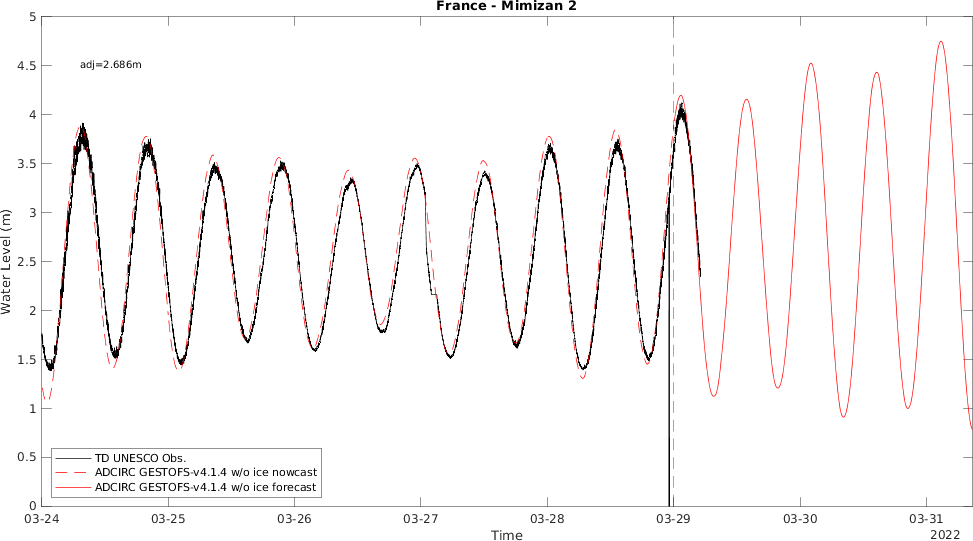 France - Mimizan 2
5
4.5
4
3.5
3
2.5
2
1.5
1
0.5
0
Water Level (m)
adj=2.686m
TD UNESCO Obs.
ADCIRC GESTOFS-v4.1.4 w/o ice nowcast
ADCIRC GESTOFS-v4.1.4 w/o ice forecast
03-24 03-25 03-26 03-27 03-28 03-29 03-30 03-31
Time
2022